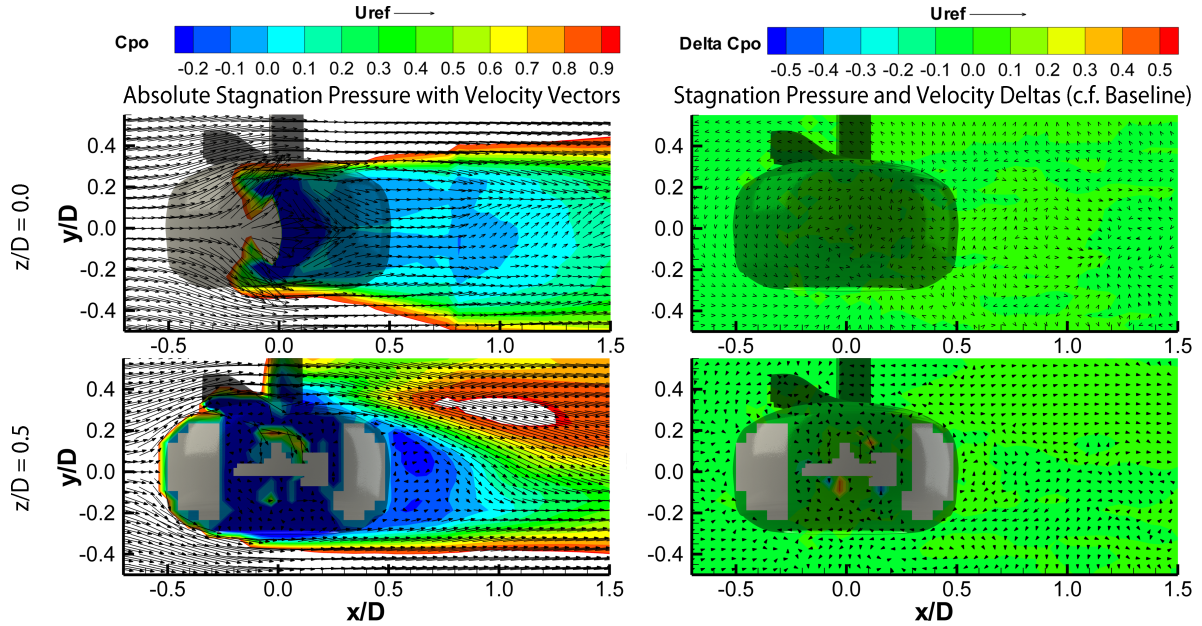 Uref
Cpo
-0.2 -0.1 0.0 0.1 0.2 0.3 0.4 0.5 0.6 0.7 0.8 0.9
Absolute Stagnation Pressure with Velocity Vectors
z/D = 0.0
y/D
0.4
0.2
0.0
-0.2
-0.4
-0.5 0.0 0.5 1.0 1.5
Uref
Delta Cpo
-0.5 -0.4 -0.3 -0.2 -0.1 0.1 0.2 0.3 0.4 0.5
Stagnation Pressure and Velocity Deltas (c.f. Baseline)
y/D
0.4
0.2
0.0
-0.2
-0.4
-0.5 0.0 0.5 1.0 1.5
z/D = 0.5
y/D
0.4
0.2
0.0
-0.2
-0.4
-0.5 0.0 0.5 1.0 1.5
x/D
y/D
0.4
0.2
0.0
-0.2
-0.4
-0.5 0.0 0.5 1.0 1.5
x/D